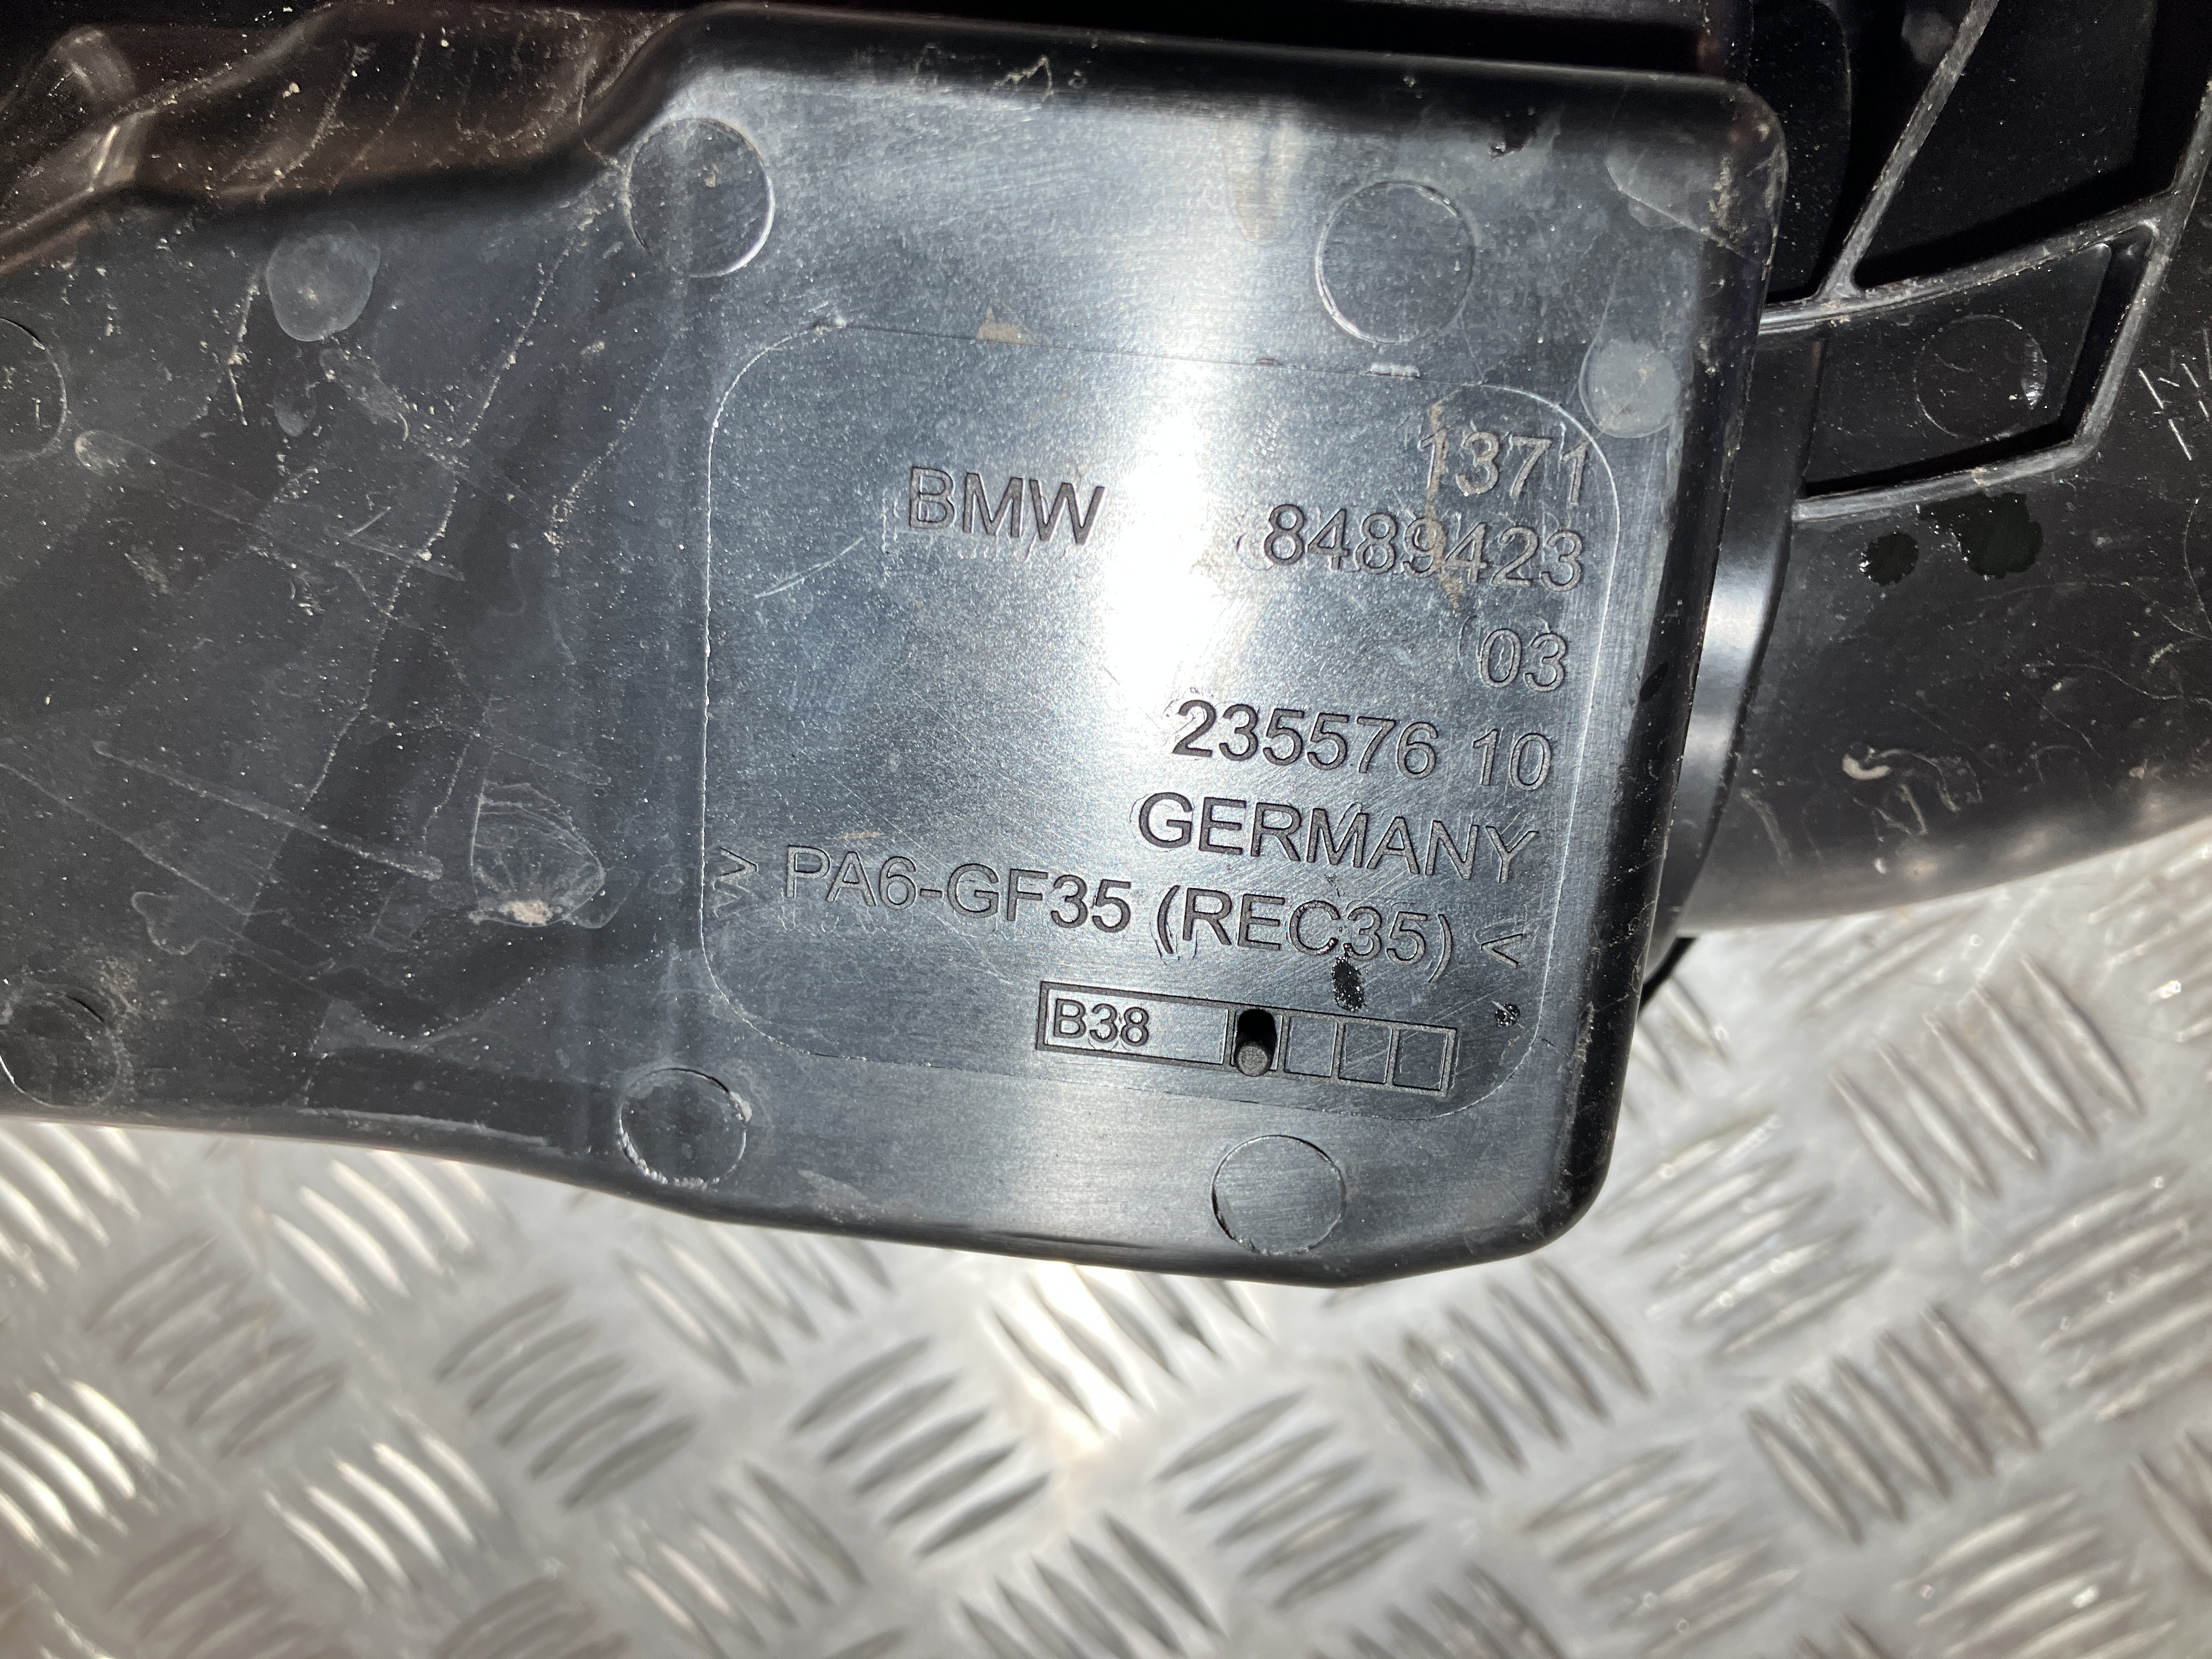 1371
BMW 8489423
03
235576 10
GERMANY
> PA6-GF35 (REC35) <
B38